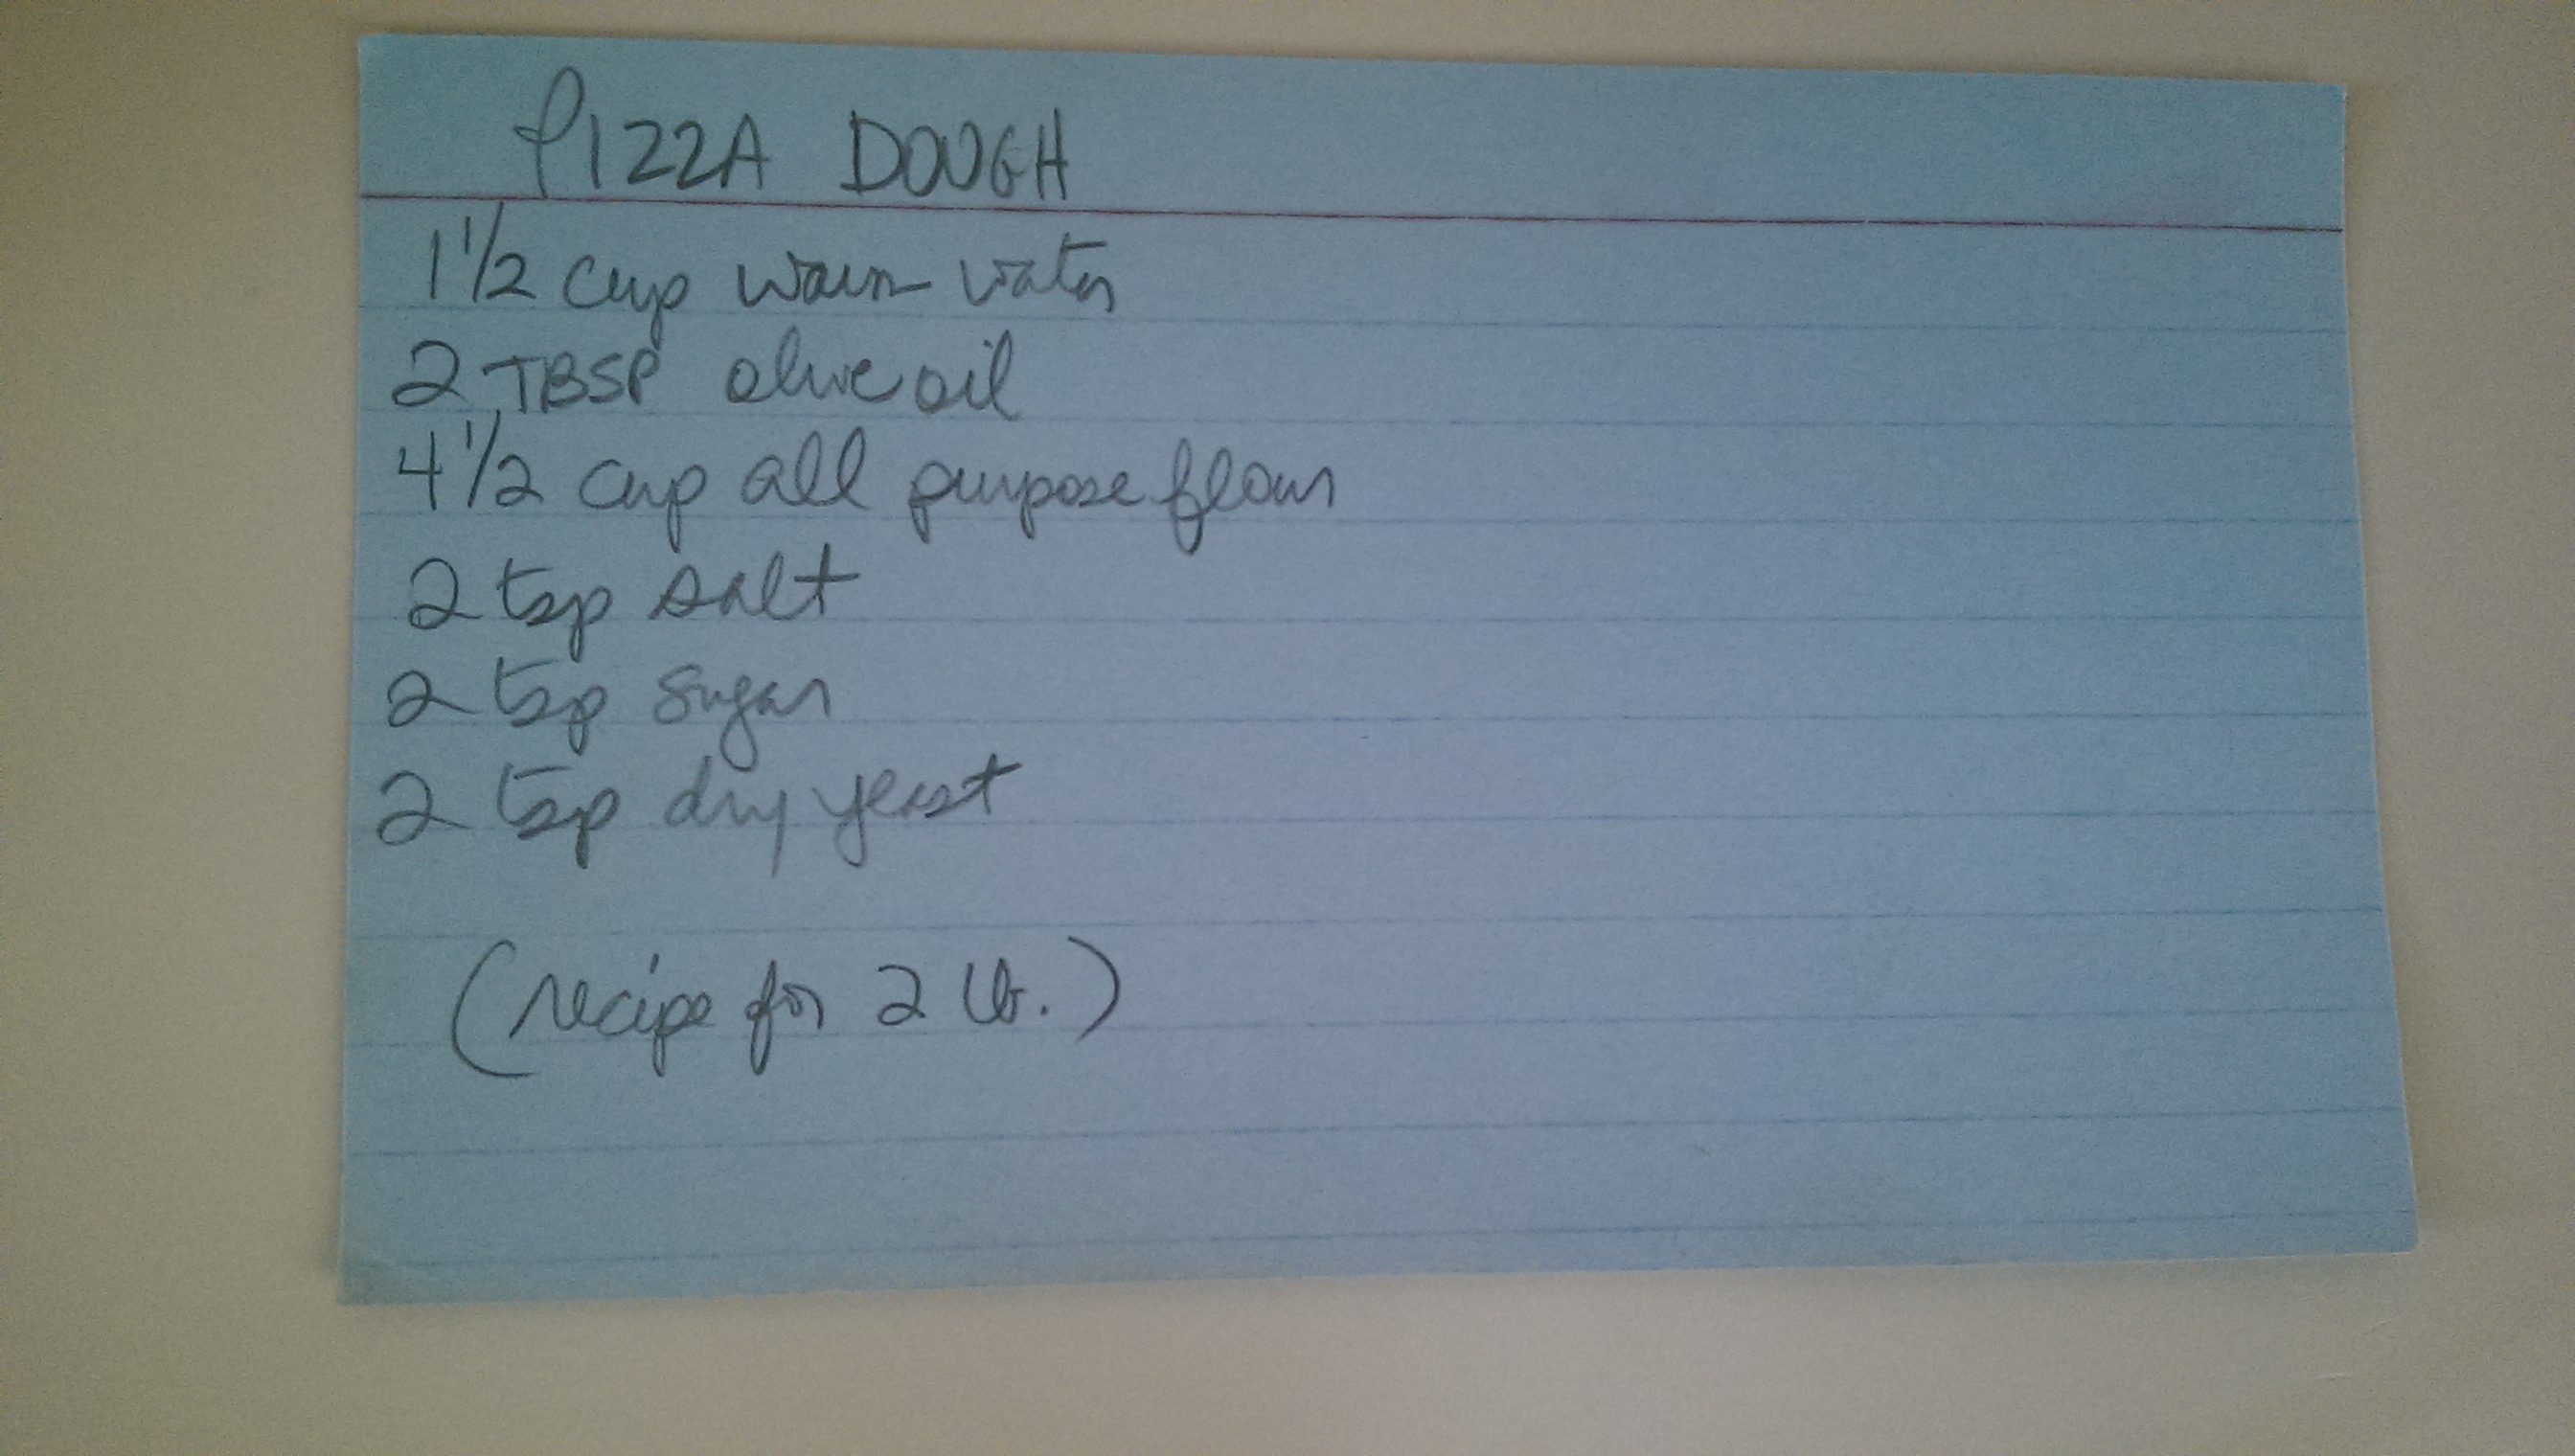 PIZZA DOUGH
1 1/2 cup warm water
2 TBSP olive oil
4 1/2 cup all purpose flour
2 tsp salt
2 tsp sugar
2 tsp dry yeast
(recipe for 2 lb.)